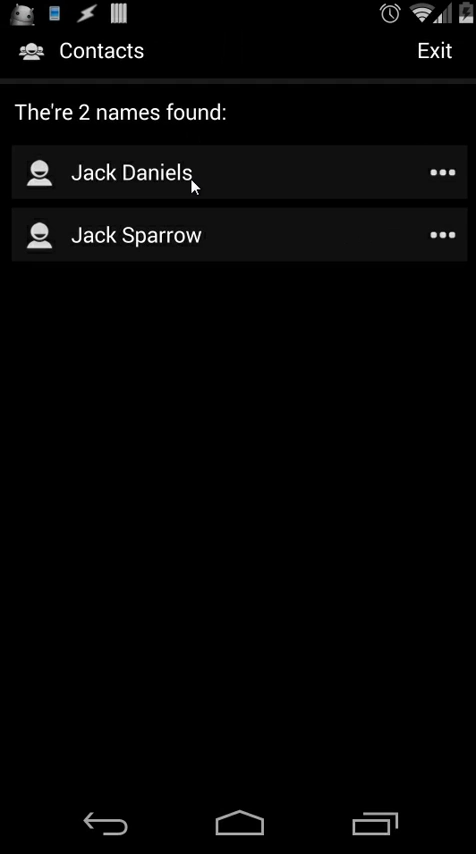 Contacts
Exit
The're 2 names found:
Jack Daniels
Jack Sparrow